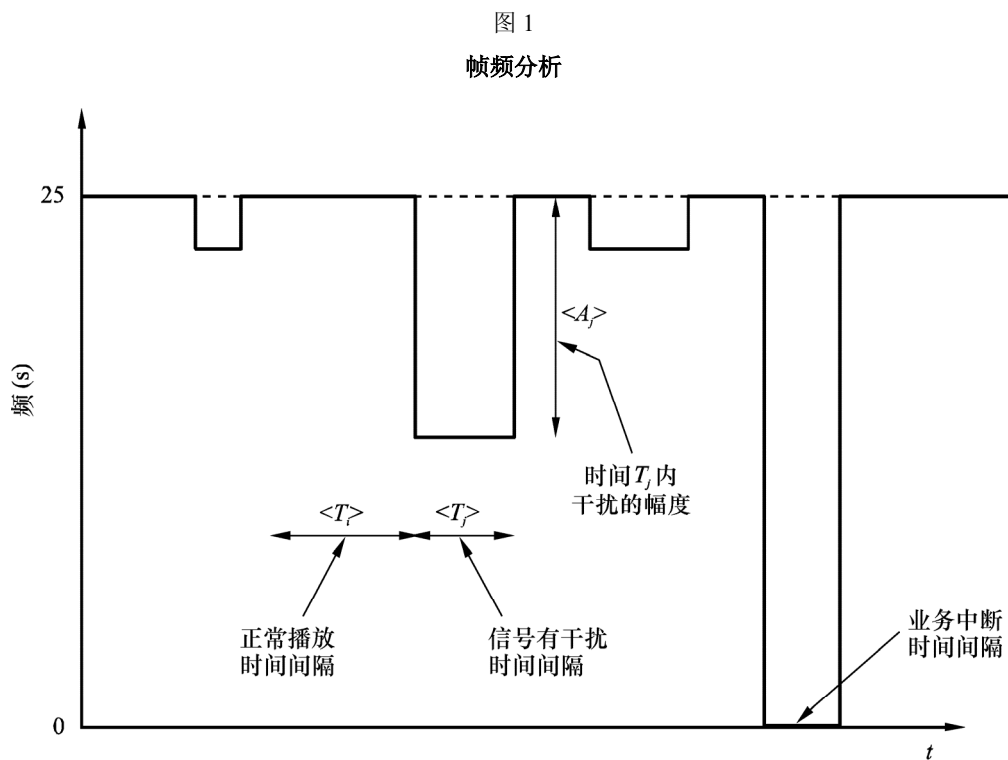 图 1
帧频分析
25
<Aj>
频 (s)
时间 Tj 内
干扰的幅度
<Ti>
<Tj>
正常播放
时间间隔
信号有干扰
时间间隔
业务中断
时间间隔
0
t